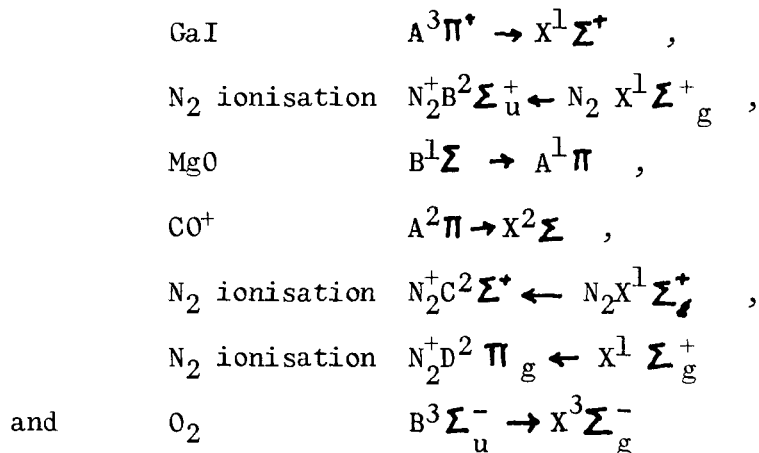 GaI A³Π⁺ → X¹Σ⁺ ,
N₂ ionisation N₂⁺B²Σ⁺ᵤ ← N₂ X¹Σ⁺g ,
MgO B¹Σ → A¹Π ,
CO⁺ A²Π → X²Σ ,
N₂ ionisation N₂⁺C²Σ⁺ ← N₂X¹Σ⁺g ,
N₂ ionisation N₂⁺D²Πg ← X¹Σ⁺g
and O₂ B³Σ⁻ᵤ → X³Σ⁻g